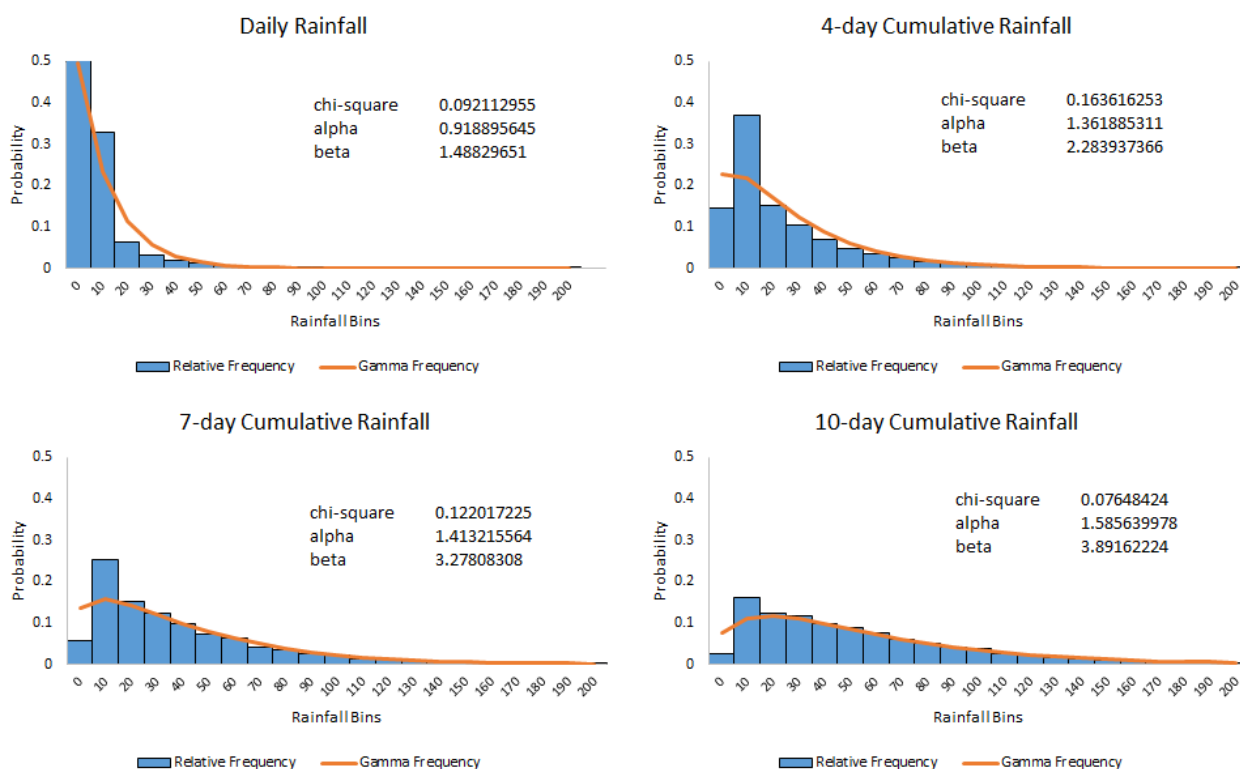 Daily Rainfall
0.5
0.4
0.3
0.2
0.1
0
Probability
chi-square 0.092112955
alpha 0.918895645
beta 1.48829651
0 10 20 30 40 50 60 70 80 90 100 110 120 130 140 150 160 170 180 190 200
Rainfall Bins
Relative Frequency Gamma Frequency
4-day Cumulative Rainfall
0.5
0.4
0.3
0.2
0.1
0
Probability
chi-square 0.163616253
alpha 1.361885311
beta 2.283937366
0 10 20 30 40 50 60 70 80 90 100 110 120 130 140 150 160 170 180 190 200
Rainfall Bins
Relative Frequency Gamma Frequency
7-day Cumulative Rainfall
0.5
0.4
0.3
0.2
0.1
0
Probability
chi-square 0.122017225
alpha 1.413215564
beta 3.27808308
0 10 20 30 40 50 60 70 80 90 100 110 120 130 140 150 160 170 180 190 200
Rainfall Bins
Relative Frequency Gamma Frequency
10-day Cumulative Rainfall
0.5
0.4
0.3
0.2
0.1
0
Probability
chi-square 0.07648424
alpha 1.585639978
beta 3.89162224
0 10 20 30 40 50 60 70 80 90 100 110 120 130 140 150 160 170 180 190 200
Rainfall Bins
Relative Frequency Gamma Frequency